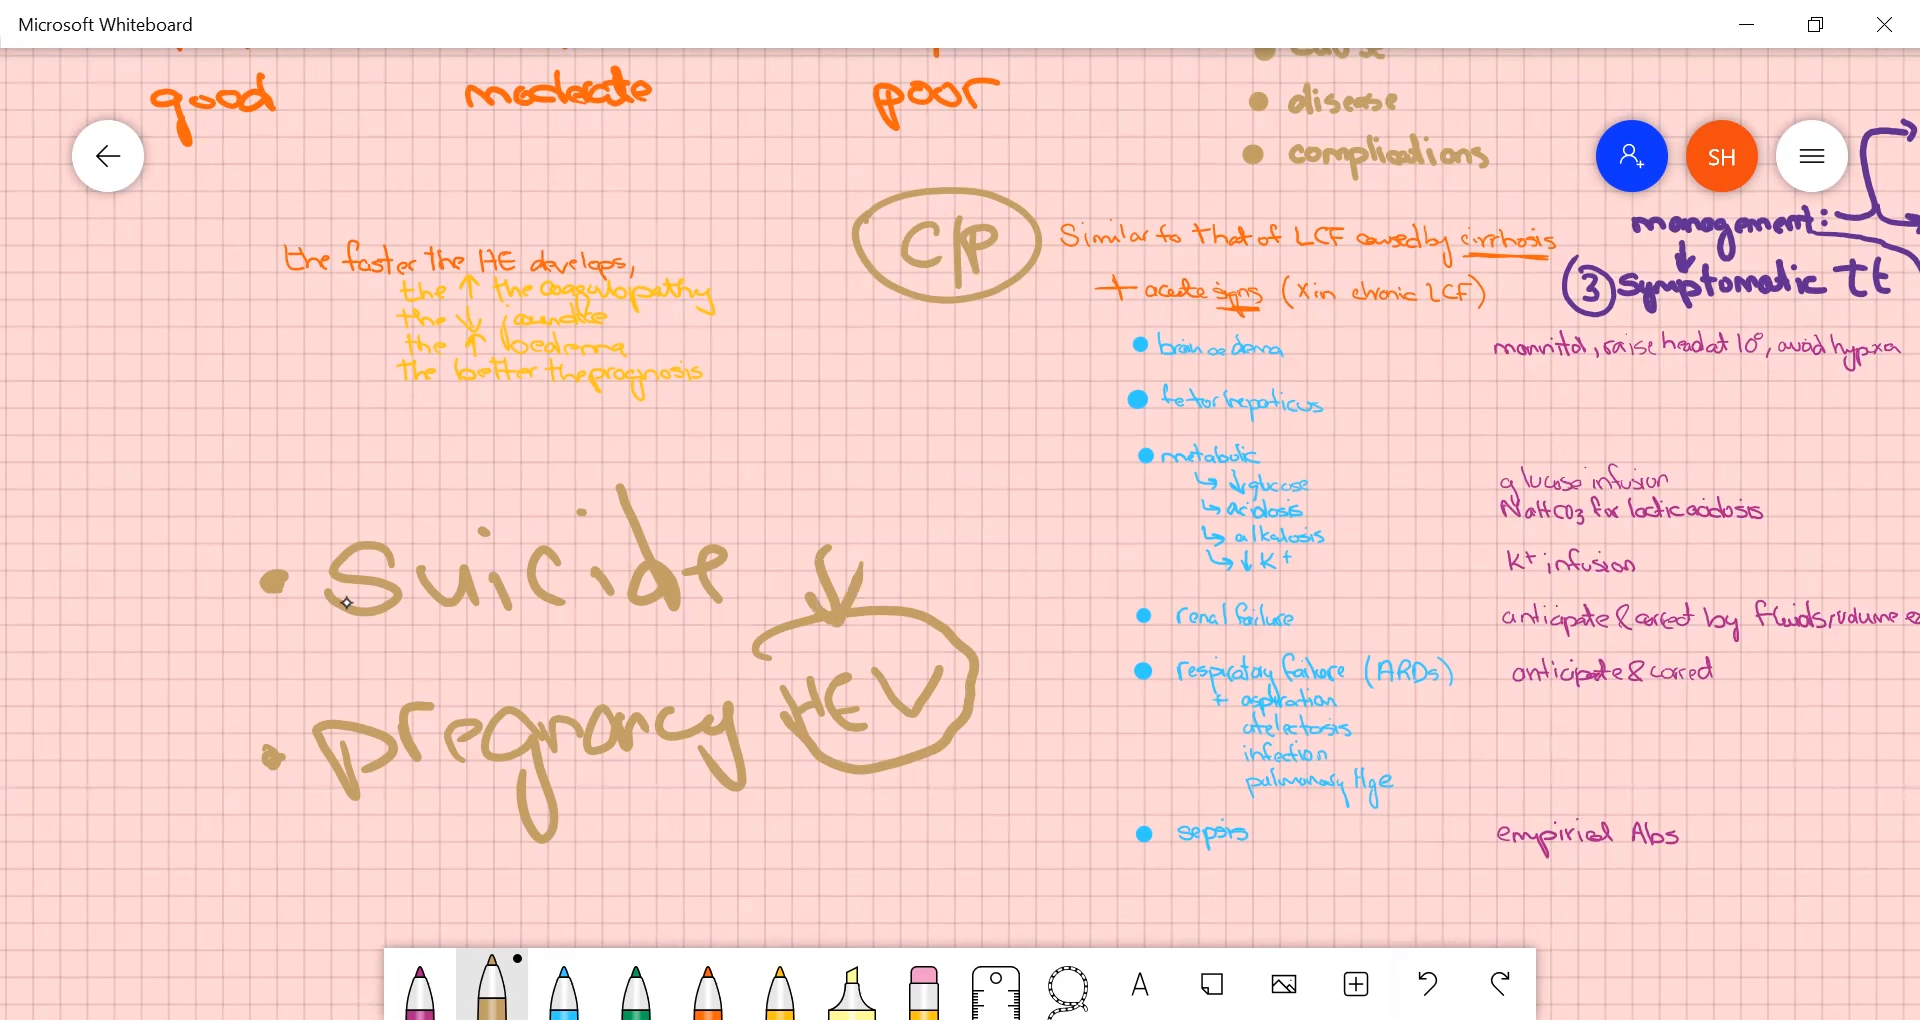 Microsoft Whiteboard
good
moderate
poor
cause
disease
complications
SH
C/P
Similar to that of LCF caused by cirrhosis
+ acute signs (X in chronic LCF)
management:
③ Symptomatic Tt
the faster the HE develops,
the ↑ the coagulopathy
the ↓ jaundice
the ↑ b oedema
the better the prognosis
brain oedema
mannitol, raise head at 10°, avoid hypoxia
fetor hepaticus
metabolic
↳ ↓ glucose
glucose infusion
↳ acidosis
NaHCO3 for lactic acidosis
↳ alkalosis
↳ ↓ K+
K+ infusion
renal failure
anticipate & correct by fluids, volume
respiratory failure (ARDs)
anticipate & correct
+ aspiration
atelectasis
infection
pulmonary Hge
sepsis
empirical Abs
Suicide
pregnancy
HEV
A